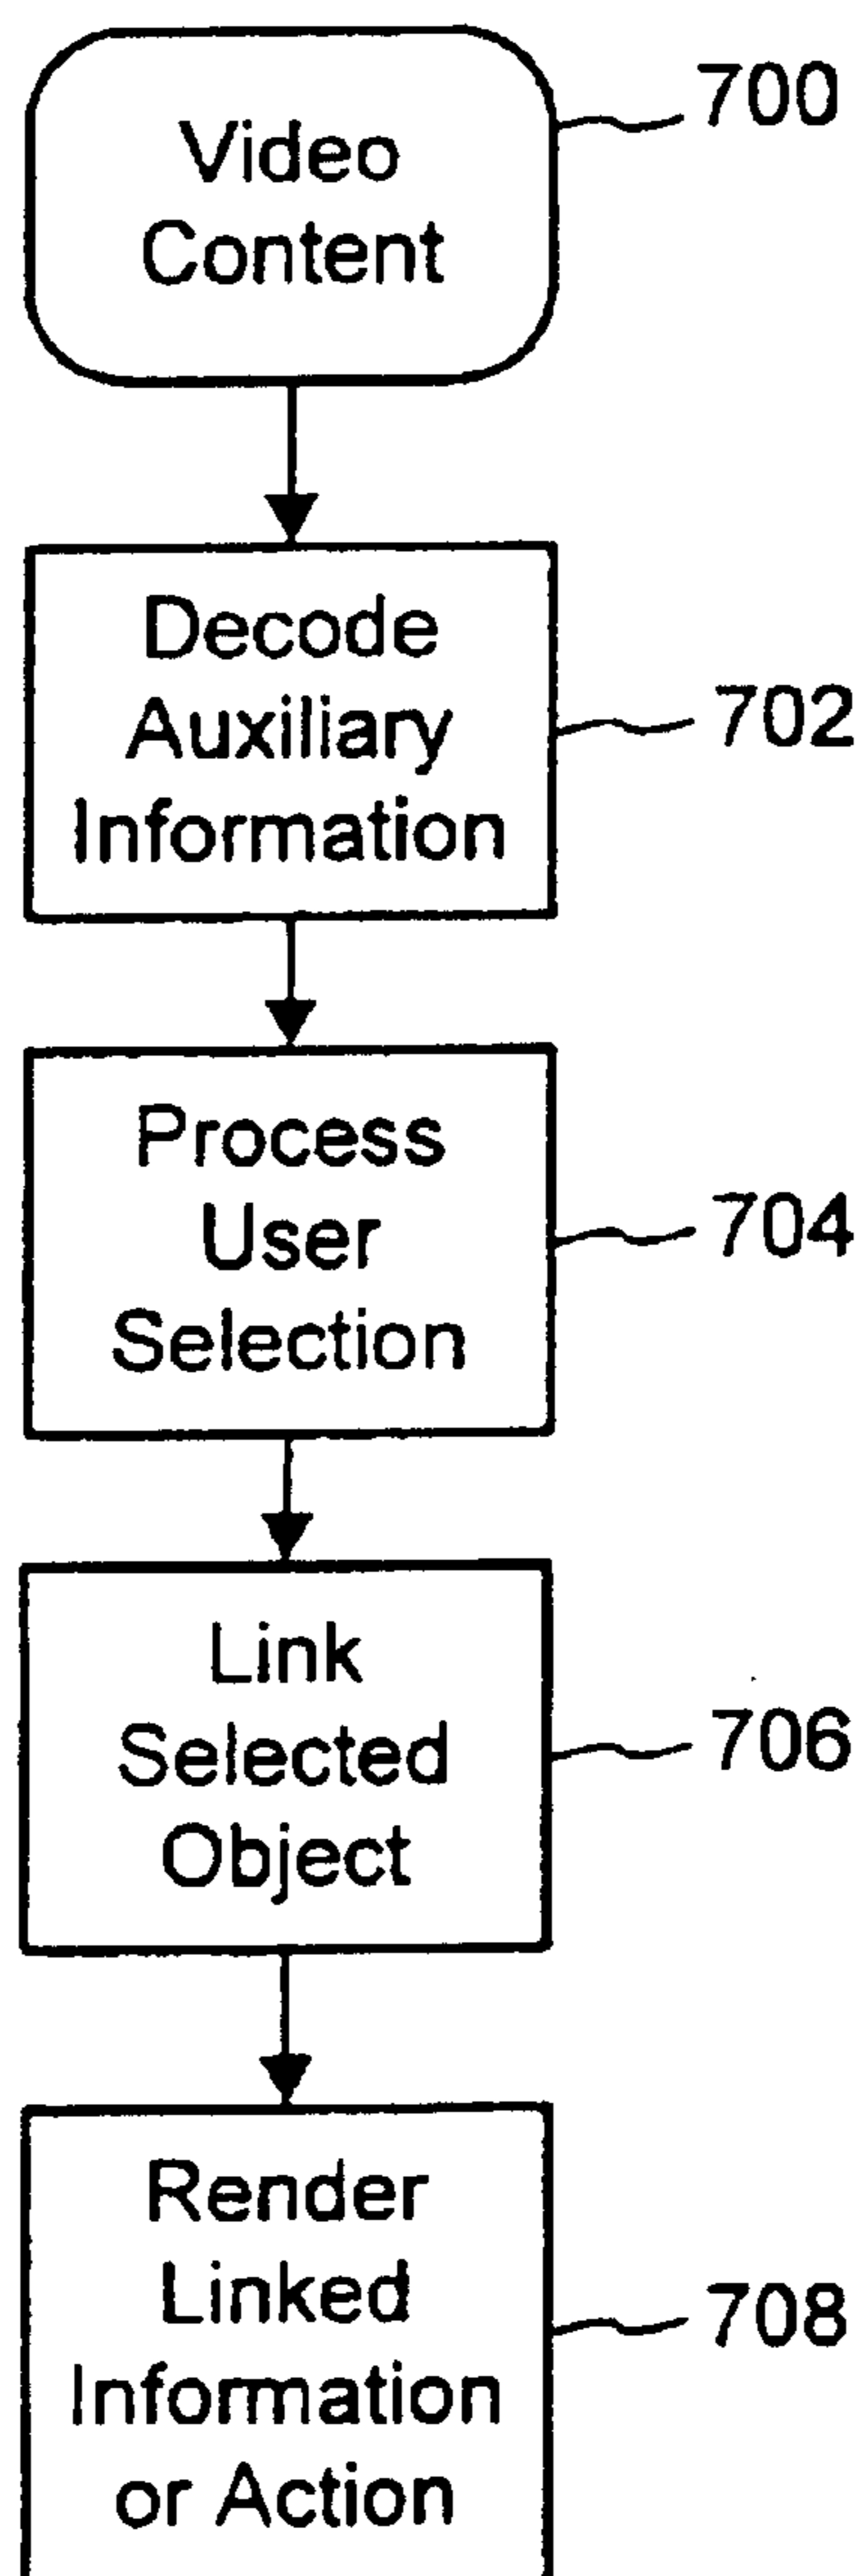 Video
Content
700
Decode
Auxiliary
Information
702
Process
User
Selection
704
Link
Selected
Object
706
Render
Linked
Information
or Action
708